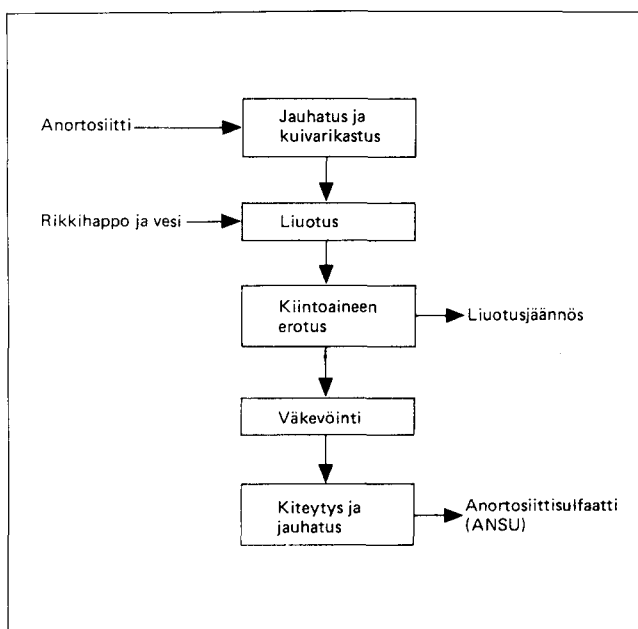 Anortosiitti
Jauhatus ja
kuivarikastus
Rikkihappo ja vesi
Liuotus
Kiintoaineen
erotus
Liuotusjäännös
Väkevöinti
Kiteytys ja
jauhatus
Anortosiittisulfaatti
(ANSU)